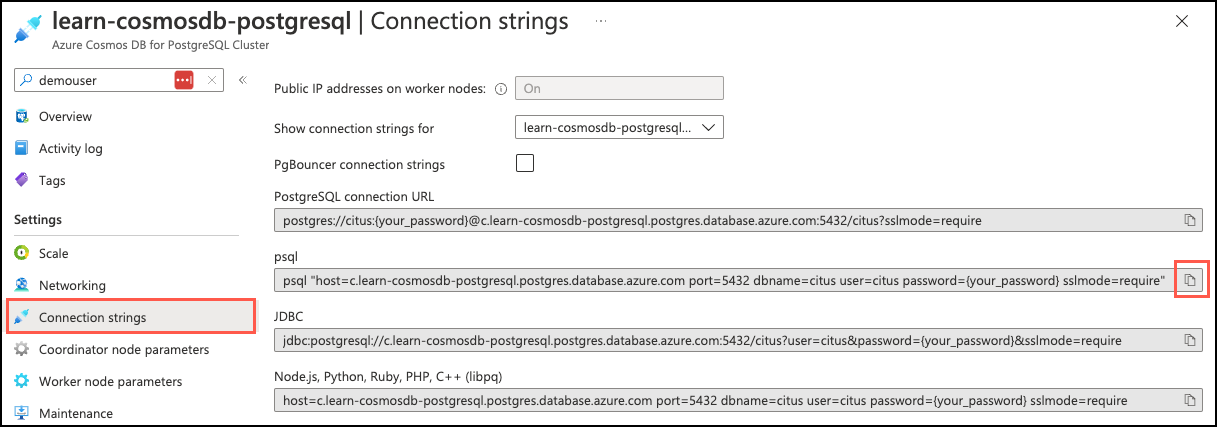 learn-cosmosdb-postgresql | Connection strings ...
Azure Cosmos DB for PostgreSQL Cluster
demouser
Overview
Activity log
Tags
Settings
Scale
Networking
Connection strings
Coordinator node parameters
Worker node parameters
Maintenance
Public IP addresses on worker nodes: On
Show connection strings for learn-cosmosdb-postgresql...
PgBouncer connection strings
PostgreSQL connection URL
postgres://citus:{your_password}@c.learn-cosmosdb-postgresql.postgres.database.azure.com:5432/citus?sslmode=require
psql
psql "host=c.learn-cosmosdb-postgresql.postgres.database.azure.com port=5432 dbname=citus user=citus password={your_password} sslmode=require"
JDBC
jdbc:postgresql://c.learn-cosmosdb-postgresql.postgres.database.azure.com:5432/citus?user=citus&password={your_password}&sslmode=require
Node.js, Python, Ruby, PHP, C++ (libpq)
host=c.learn-cosmosdb-postgresql.postgres.database.azure.com port=5432 dbname=citus user=citus password={your_password} sslmode=require